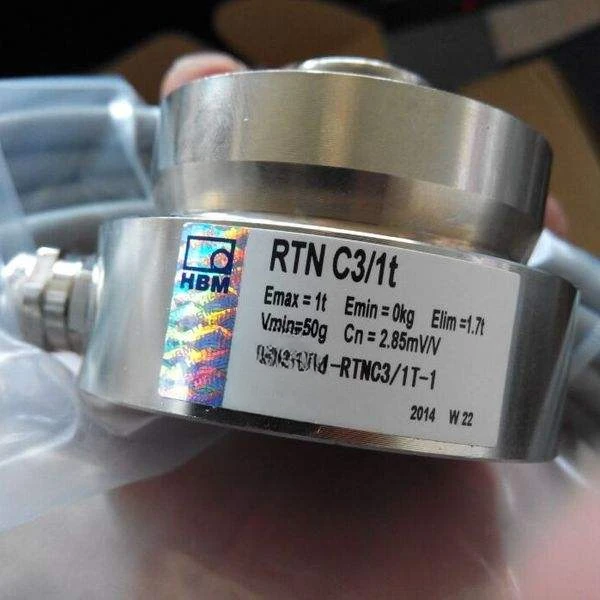 HBM
RTN C3/1t
Emax = 1t Emin = 0kg Elim =1.7t
Vmin=50g Cn = 2.85mV/V
-RTNC3/1T-1
2014 W 22